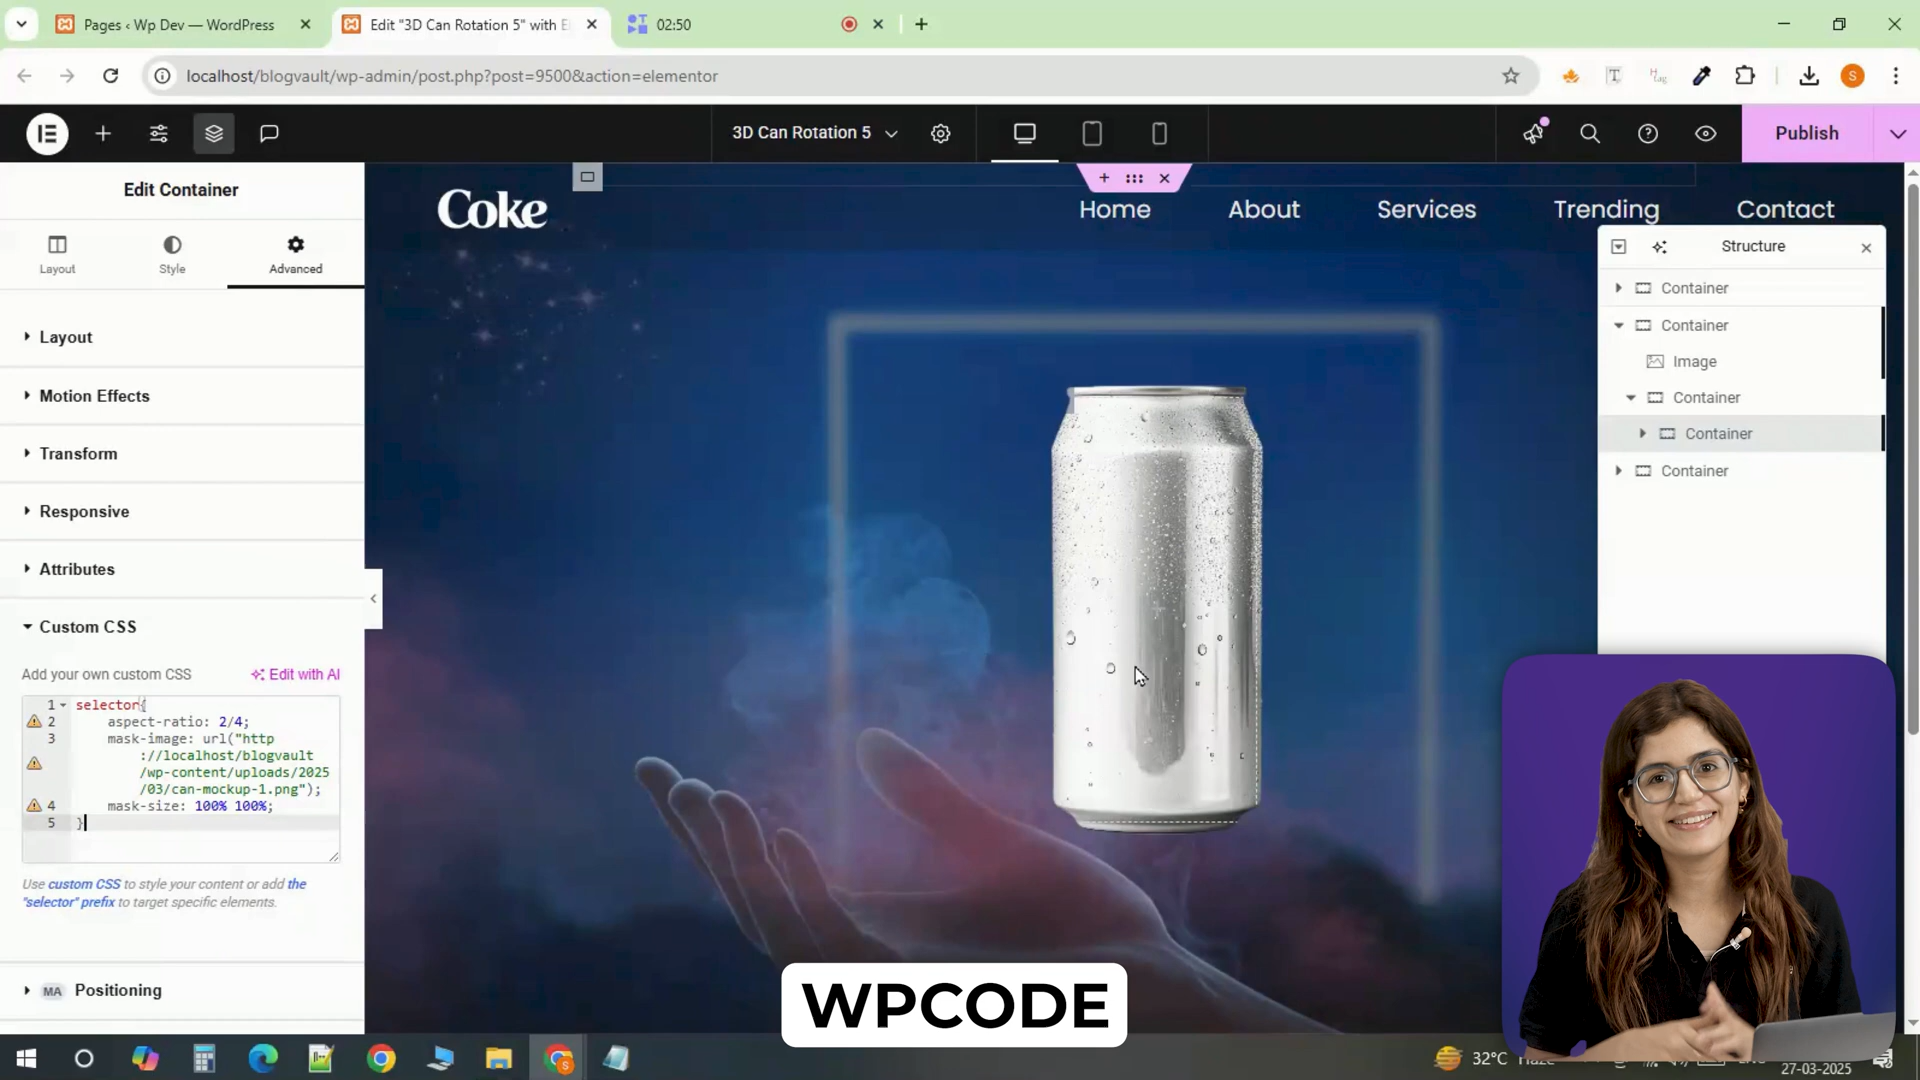 Pages ‹ Wp Dev — WordPress
Edit "3D Can Rotation 5" with E
02:50
localhost/blogvault/wp-admin/post.php?post=9500&action=elementor
S
3D Can Rotation 5
Publish
Edit Container
Layout
Style
Advanced
Layout
Motion Effects
Transform
Responsive
Attributes
Custom CSS
Add your own custom CSS
Edit with AI
1 selector{
2 aspect-ratio: 2/4;
3 mask-image: url("http
://localhost/blogvault
/wp-content/uploads/2025
/03/can-mockup-1.png");
4 mask-size: 100% 100%;
5 }
Use custom CSS to style your content or add the
"selector" prefix to target specific elements.
MA Positioning
Coke
Home
About
Services
Trending
Contact
Structure
Container
Container
Image
Container
Container
Container
WPCODE
32°C
27-03-2025